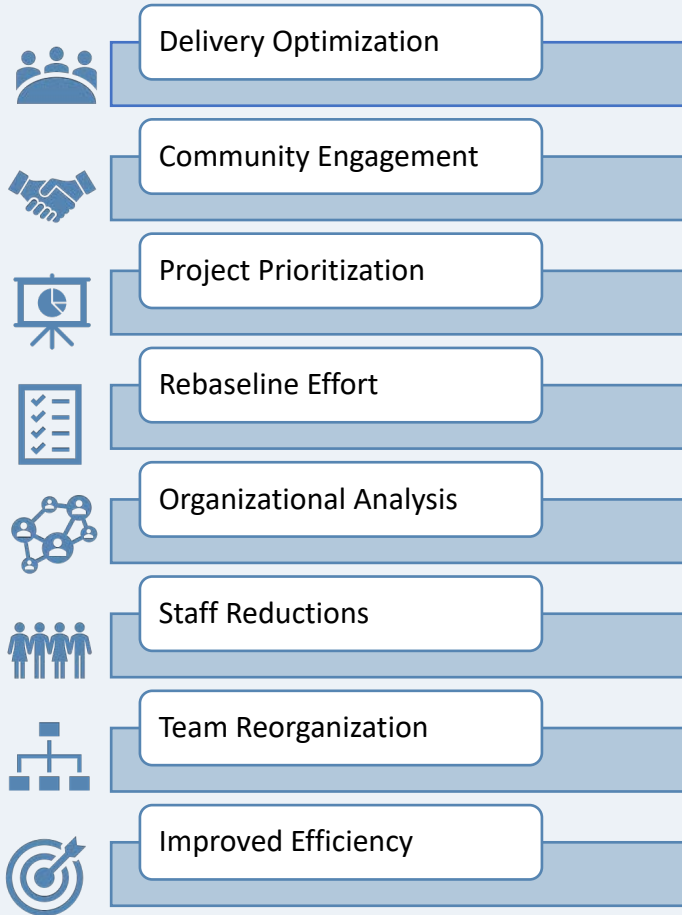 Delivery Optimization
Community Engagement
Project Prioritization
Rebaseline Effort
Organizational Analysis
Staff Reductions
Team Reorganization
Improved Efficiency